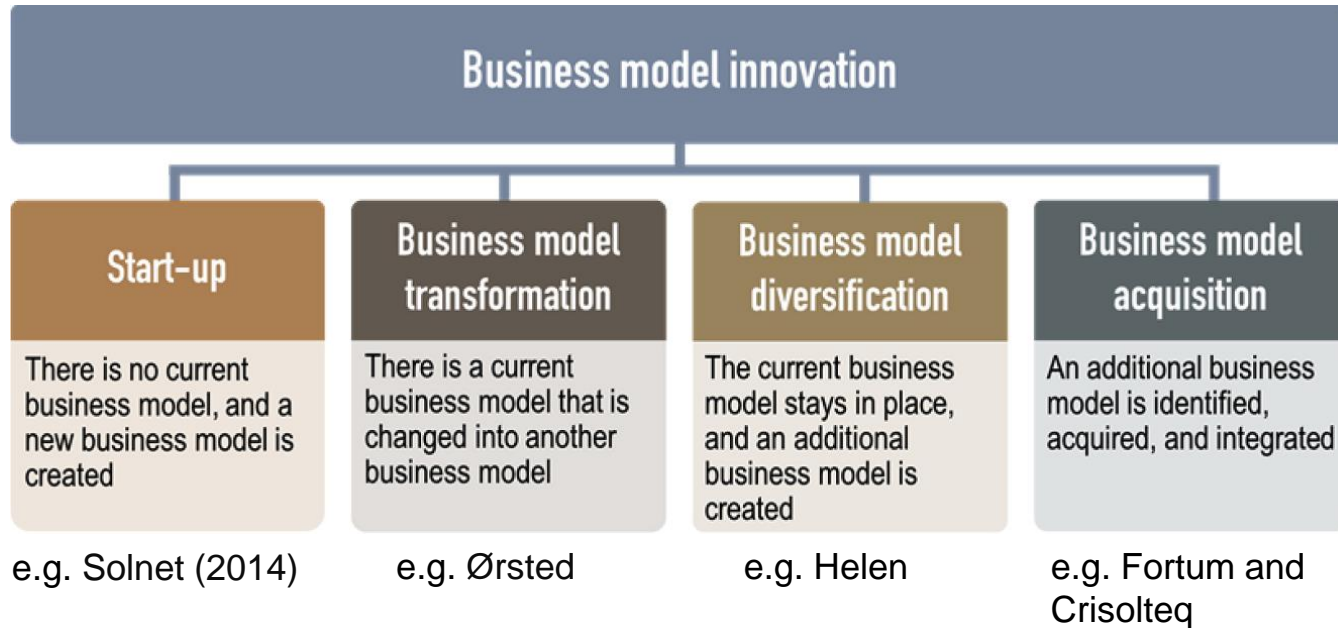 Business model innovation
Start-up
There is no current
business model, and a
new business model is
created
e.g. Solnet (2014)
Business model
transformation
There is a current
business model that is
changed into another
business model
e.g. Ørsted
Business model
diversification
The current business
model stays in place,
and an additional
business model is
created
e.g. Helen
Business model
acquisition
An additional business
model is identified,
acquired, and integrated
e.g. Fortum and
Crisolteq